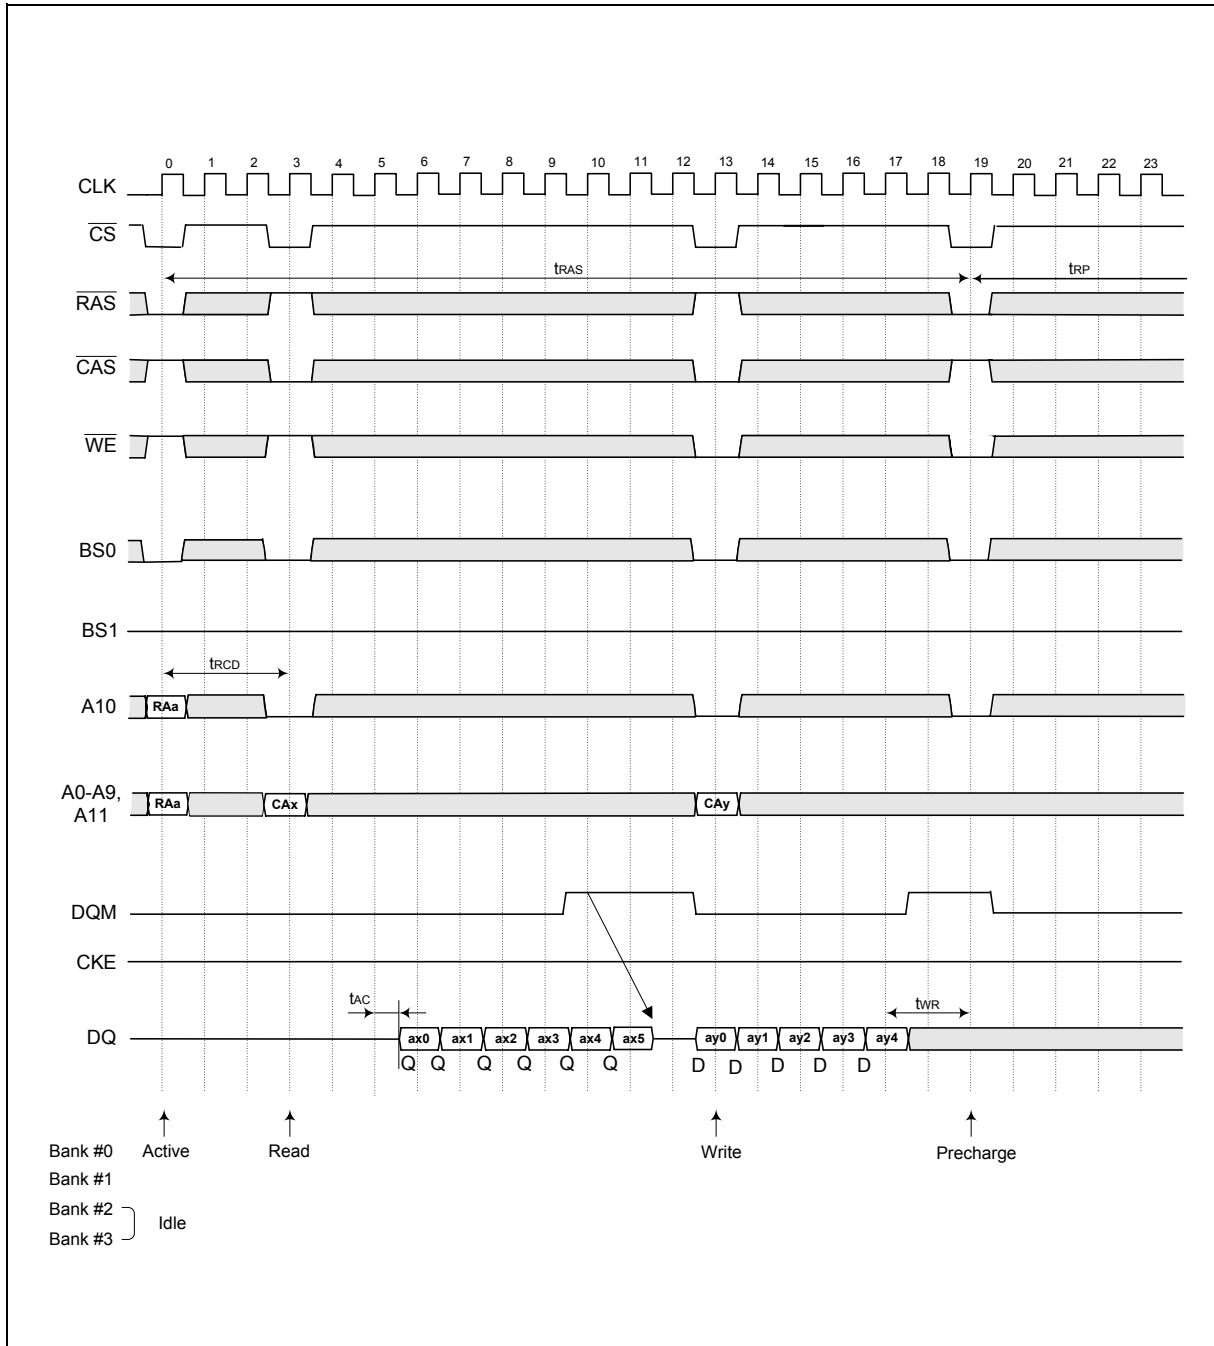 0 1 2 3 4 5 6 7 8 9 10 11 12 13 14 15 16 17 18 19 20 21 22 23
CLK
CS
tRAS tRP
RAS
CAS
WE
BS0
BS1
tRCD
A10 RAa
A0-A9,
A11 RAa CAx CAy
DQM
CKE
tAC tWR
DQ ax0 ax1 ax2 ax3 ax4 ax5 ay0 ay1 ay2 ay3 ay4
Q Q Q Q Q Q D D D D D
Bank #0 Active Read Write Precharge
Bank #1
Bank #2
Idle
Bank #3